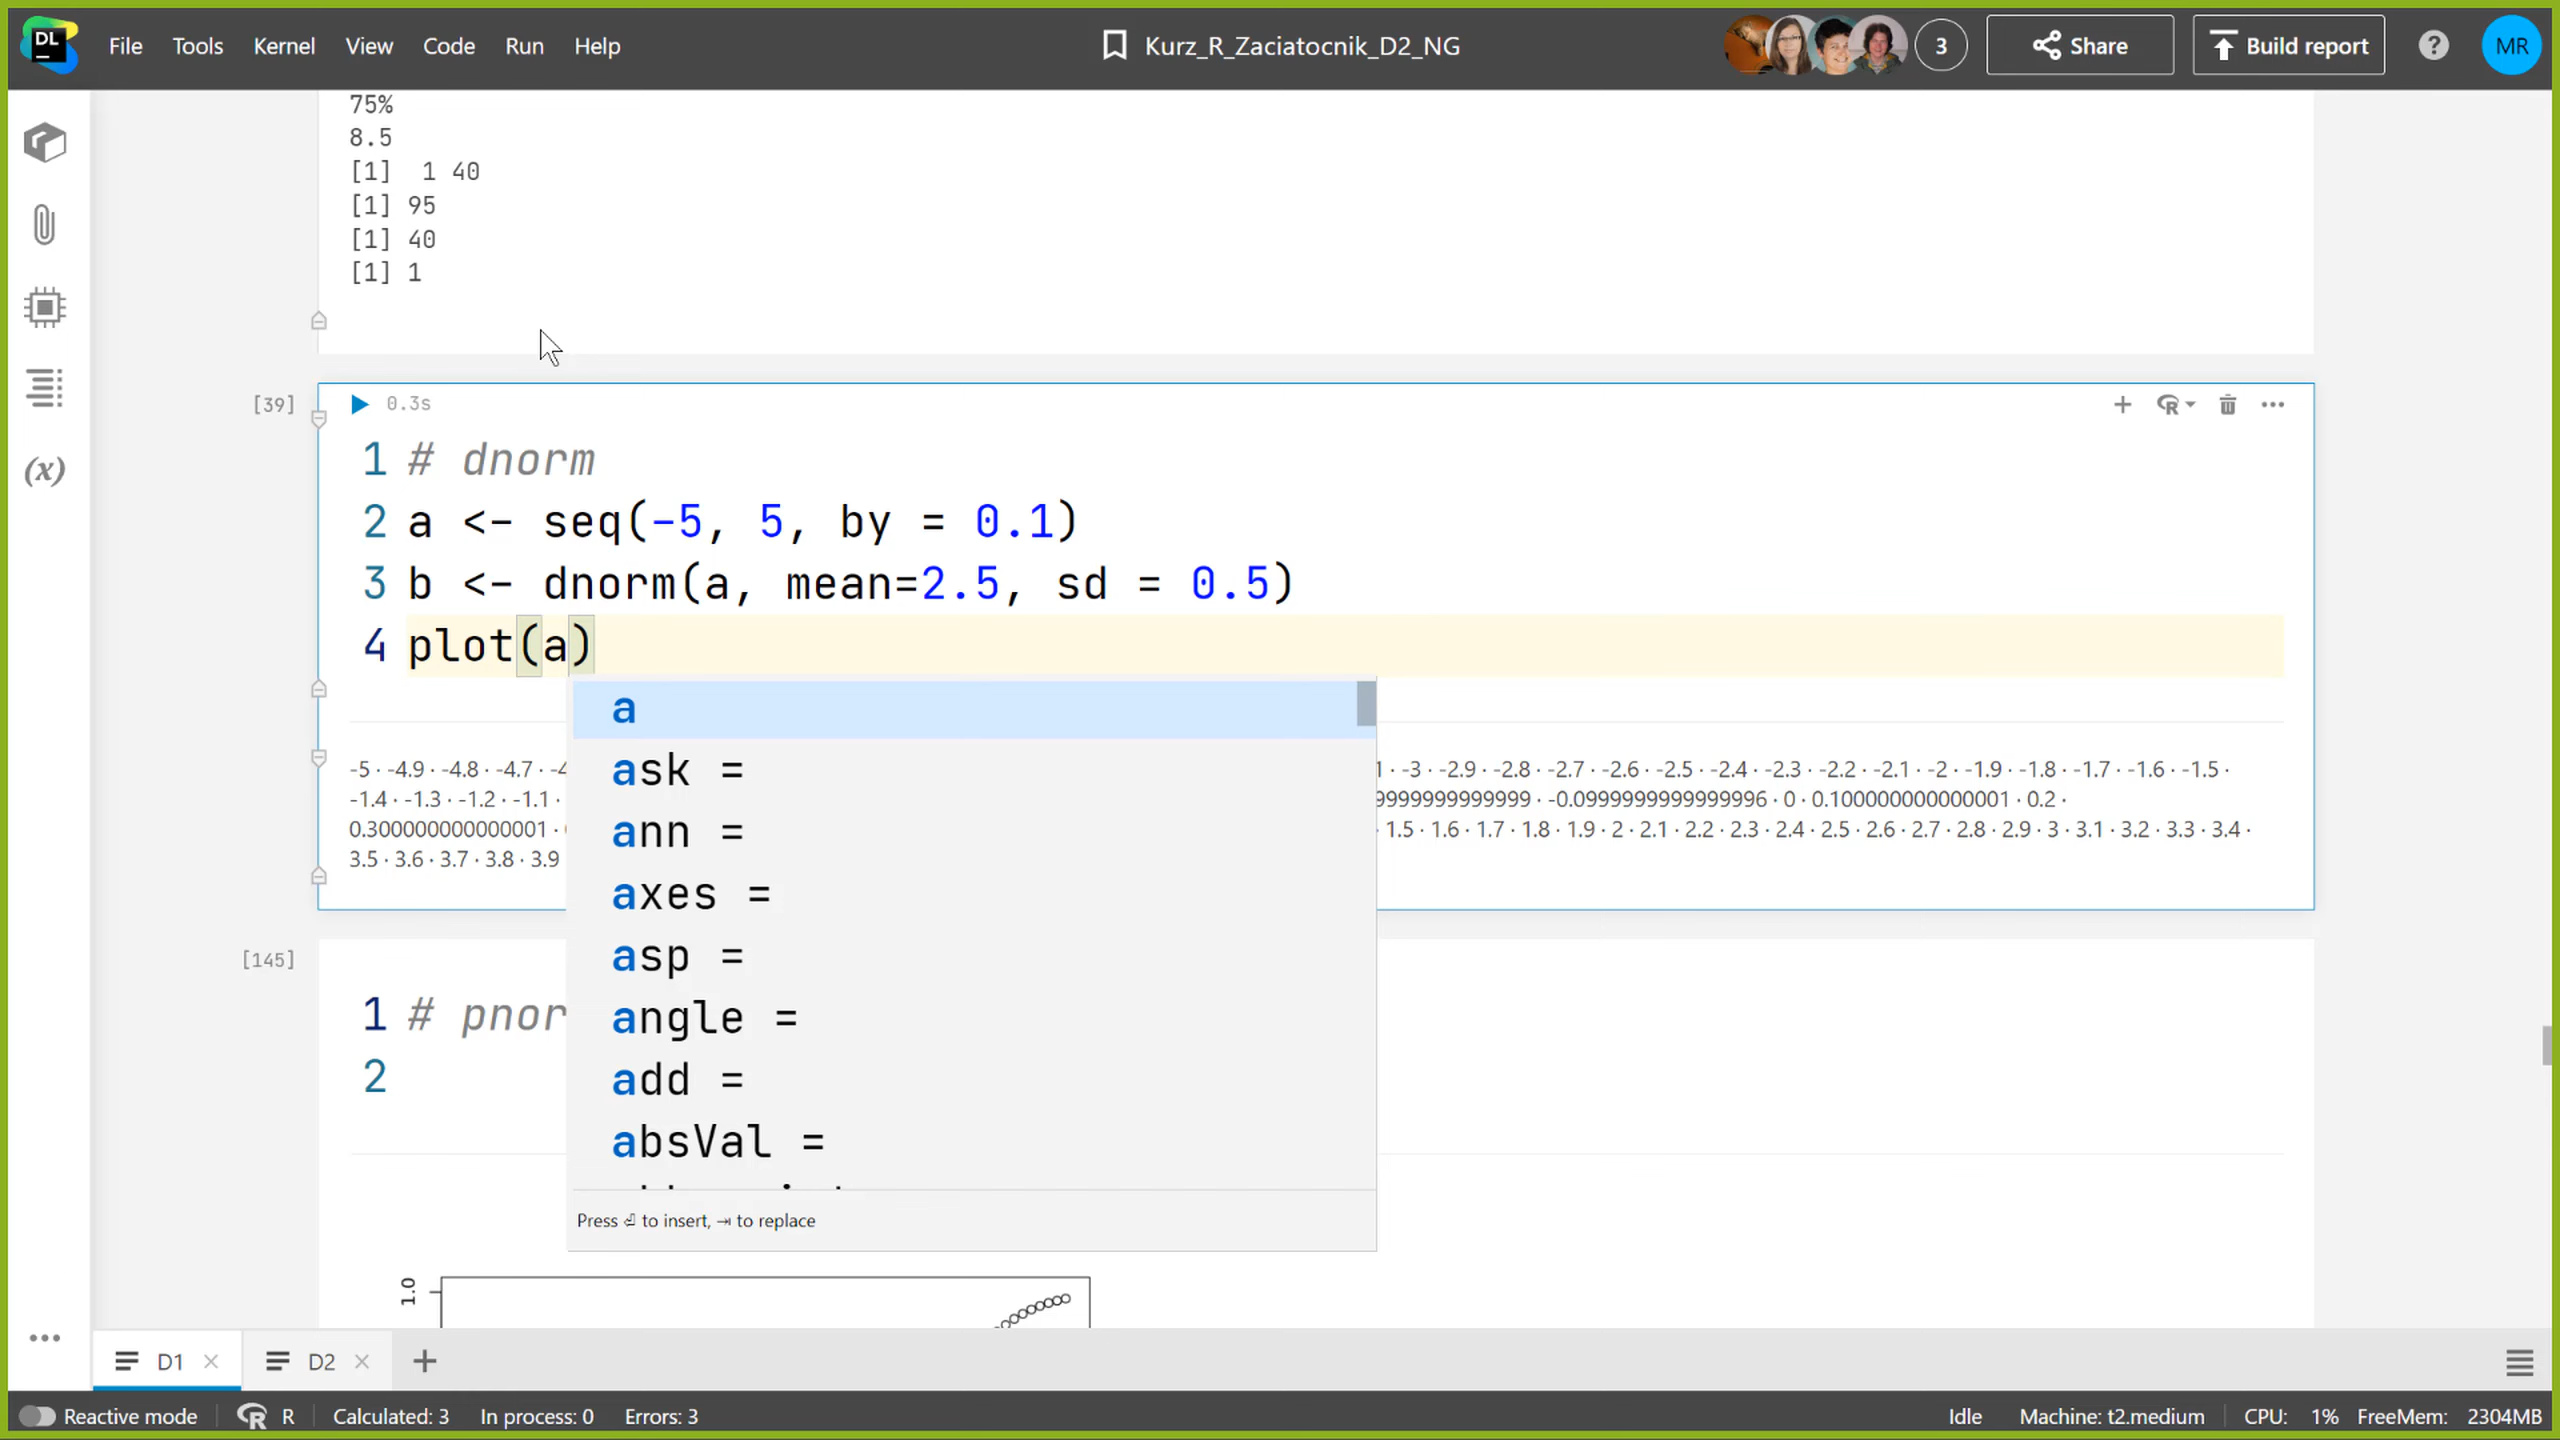 DL File Tools Kernel View Code Run Help Kurz_R_Zaciatocnik_D2_NG 3 Share Build report ? MR
75%
8.5
[1] 1 40
[1] 95
[1] 40
[1] 1
[39] 0.3s
1 # dnorm
2 a <- seq(-5, 5, by = 0.1)
3 b <- dnorm(a, mean=2.5, sd = 0.5)
4 plot(a)
a
ask =
ann =
axes =
asp =
angle =
add =
absVal =
Press ⏎ to insert, ⇥ to replace
-5 · -4.9 · -4.8 · -4.7 · · -3 · -2.9 · -2.8 · -2.7 · -2.6 · -2.5 · -2.4 · -2.3 · -2.2 · -2.1 · -2 · -1.9 · -1.8 · -1.7 · -1.6 · -1.5 ·
-1.4 · -1.3 · -1.2 · -1.1 · 9999999999999 · -0.0999999999999996 · 0 · 0.100000000000001 · 0.2 ·
0.300000000000001 · · 1.5 · 1.6 · 1.7 · 1.8 · 1.9 · 2 · 2.1 · 2.2 · 2.3 · 2.4 · 2.5 · 2.6 · 2.7 · 2.8 · 2.9 · 3 · 3.1 · 3.2 · 3.3 · 3.4 ·
3.5 · 3.6 · 3.7 · 3.8 · 3.9
[145]
1 # pnor
2
1.0
(x)
D1 D2
Reactive mode R Calculated: 3 In process: 0 Errors: 3 Idle Machine: t2.medium CPU: 1% FreeMem: 2304MB